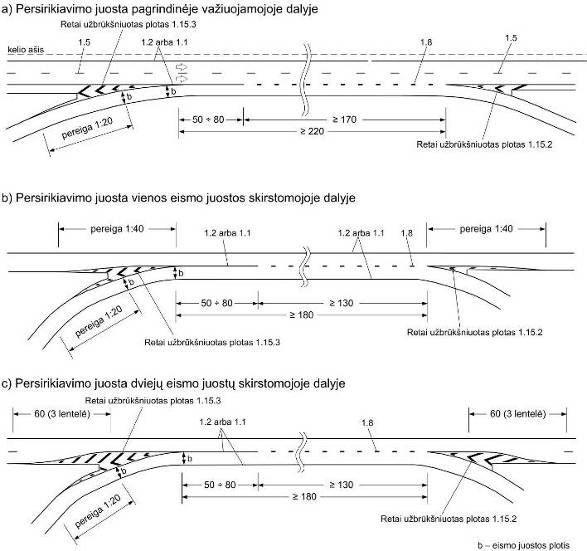 a) Persirikiavimo juosta pagrindinėje važiuojamojoje dalyje
Retai užbrūkšniuotas plotas 1.15.3
kelio ašis
1.5
1.2 arba 1.1
1.8
1.5
b
b
pereiga 1:20
50 ÷ 80
≥ 170
≥ 220
Retai užbrūkšniuotas plotas 1.15.2
b) Persirikiavimo juosta vienos eismo juostos skirstomojoje dalyje
pereiga 1:40
1.2 arba 1.1
1.2 arba 1.1
1.8
pereiga 1:40
b
b
pereiga 1:20
50 ÷ 80
≥ 130
≥ 180
Retai užbrūkšniuotas plotas 1.15.2
Retai užbrūkšniuotas plotas 1.15.3
c) Persirikiavimo juosta dviejų eismo juostų skirstomojoje dalyje
Retai užbrūkšniuotas plotas 1.15.3
60 (3 lentelė)
1.2 arba 1.1
1.8
60 (3 lentelė)
b
b
pereiga 1:20
50 ÷ 80
≥ 130
≥ 180
Retai užbrūkšniuotas plotas 1.15.2
b – eismo juostos plotis